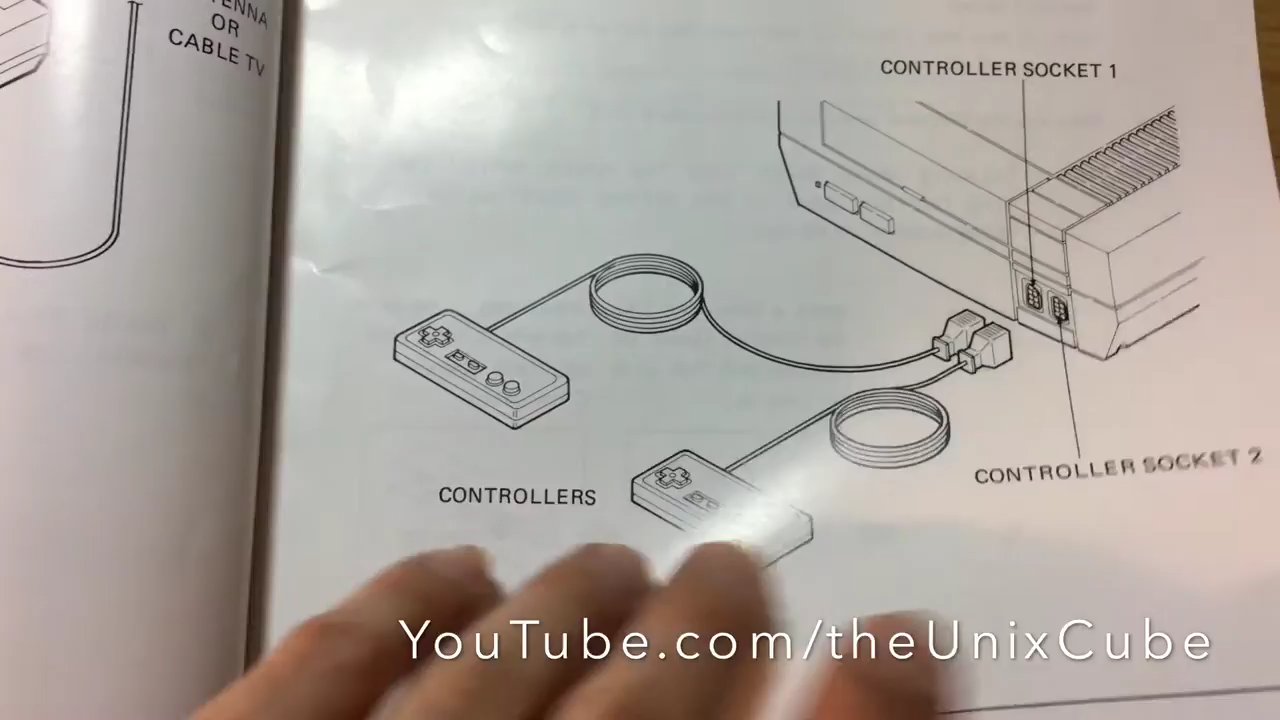 OR
CABLE TV
CONTROLLER SOCKET 1
CONTROLLER SOCKET 2
CONTROLLERS
YouTube.com/theUnixCube